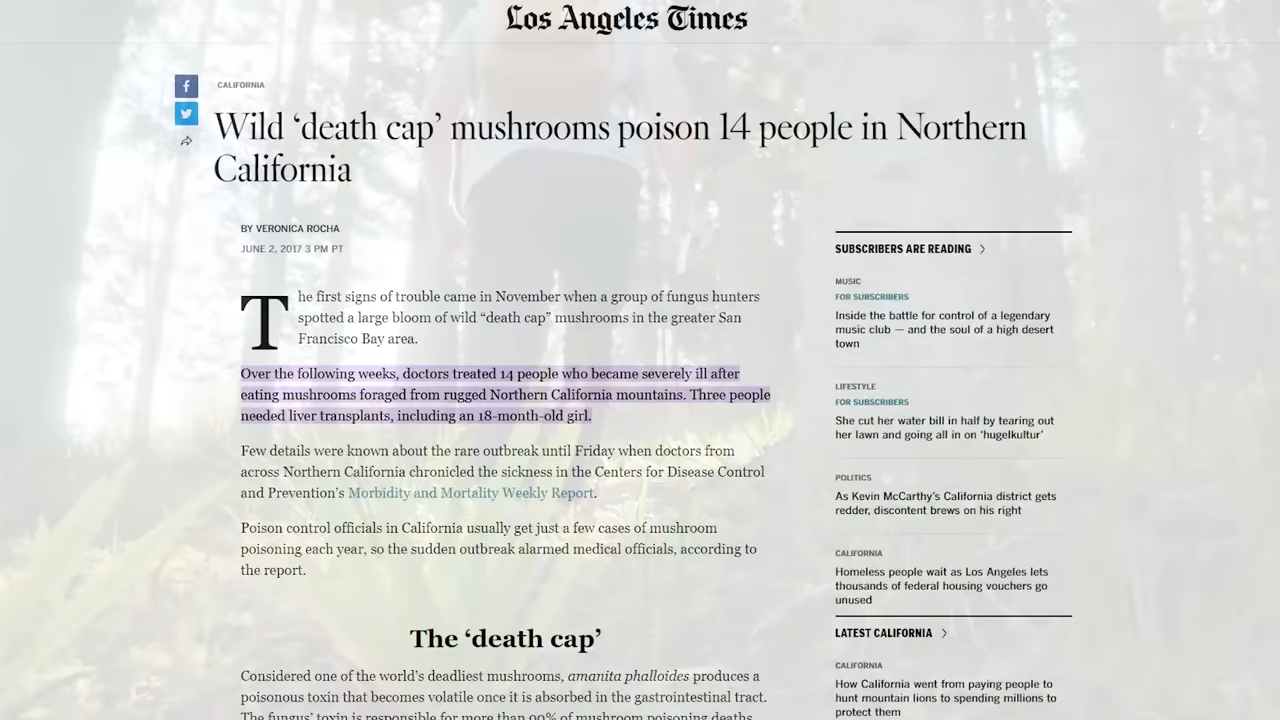 Los Angeles Times
CALIFORNIA
Wild ‘death cap’ mushrooms poison 14 people in Northern
California
BY VERONICA ROCHA
JUNE 2, 2017 3 PM PT
The first signs of trouble came in November when a group of fungus hunters
spotted a large bloom of wild “death cap” mushrooms in the greater San
Francisco Bay area.
Over the following weeks, doctors treated 14 people who became severely ill after
eating mushrooms foraged from rugged Northern California mountains. Three people
needed liver transplants, including an 18-month-old girl.
Few details were known about the rare outbreak until Friday when doctors from
across Northern California chronicled the sickness in the Centers for Disease Control
and Prevention’s Morbidity and Mortality Weekly Report.
Poison control officials in California usually get just a few cases of mushroom
poisoning each year, so the sudden outbreak alarmed medical officials, according to
the report.
The ‘death cap’
Considered one of the world’s deadliest mushrooms, amanita phalloides produces a
poisonous toxin that becomes volatile once it is absorbed in the gastrointestinal tract.
The fungus’ toxin is responsible for more than 90% of mushroom poisoning deaths
SUBSCRIBERS ARE READING
MUSIC
FOR SUBSCRIBERS
Inside the battle for control of a legendary
music club — and the soul of a high desert
town
LIFESTYLE
FOR SUBSCRIBERS
She cut her water bill in half by tearing out
her lawn and going all in on ‘hugelkultur’
POLITICS
As Kevin McCarthy’s California district gets
redder, discontent brews on his right
CALIFORNIA
Homeless people wait as Los Angeles lets
thousands of federal housing vouchers go
unused
LATEST CALIFORNIA
CALIFORNIA
How California went from paying people to
hunt mountain lions to spending millions to
protect them